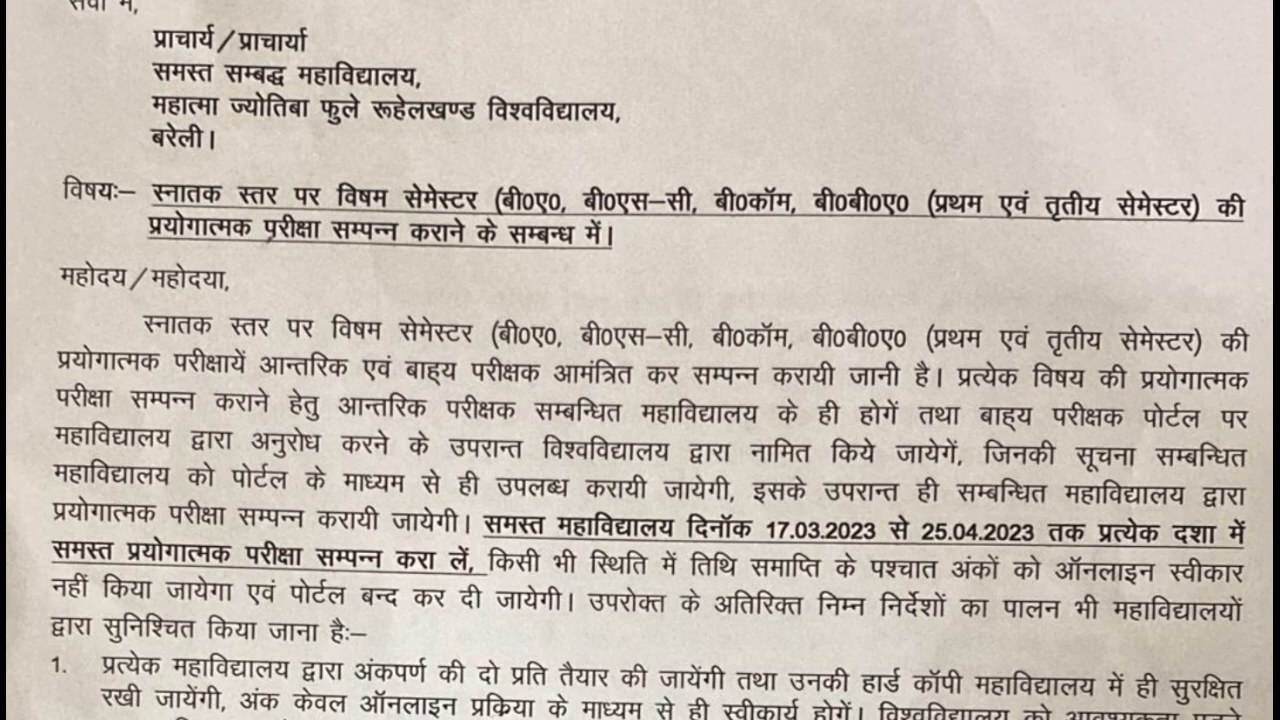 सेवा में,
प्राचार्य/प्राचार्या
समस्त सम्बद्ध महाविद्यालय,
महात्मा ज्योतिबा फुले रूहेलखण्ड विश्वविद्यालय,
बरेली।
विषयः– स्नातक स्तर पर विषम सेमेस्टर (बी0ए0, बी0एस–सी, बी0कॉम, बी0बी0ए0 (प्रथम एवं तृतीय सेमेस्टर) की
प्रयोगात्मक परीक्षा सम्पन्न कराने के सम्बन्ध में।
महोदय/महोदया,
स्नातक स्तर पर विषम सेमेस्टर (बी0ए0, बी0एस–सी, बी0कॉम, बी0बी0ए0 (प्रथम एवं तृतीय सेमेस्टर) की
प्रयोगात्मक परीक्षायें आन्तरिक एवं बाह्य परीक्षक आमंत्रित कर सम्पन्न करायी जानी है। प्रत्येक विषय की प्रयोगात्मक
परीक्षा सम्पन्न कराने हेतु आन्तरिक परीक्षक सम्बन्धित महाविद्यालय के ही होगें तथा बाह्य परीक्षक पोर्टल पर
महाविद्यालय द्वारा अनुरोध करने के उपरान्त विश्वविद्यालय द्वारा नामित किये जायेगें, जिनकी सूचना सम्बन्धित
महाविद्यालय को पोर्टल के माध्यम से ही उपलब्ध करायी जायेगी, इसके उपरान्त ही सम्बन्धित महाविद्यालय द्वारा
प्रयोगात्मक परीक्षा सम्पन्न करायी जायेगी। समस्त महाविद्यालय दिनॉक 17.03.2023 से 25.04.2023 तक प्रत्येक दशा में
समस्त प्रयोगात्मक परीक्षा सम्पन्न करा लें, किसी भी स्थिति में तिथि समाप्ति के पश्चात अंकों को ऑनलाइन स्वीकार
नहीं किया जायेगा एवं पोर्टल बन्द कर दी जायेगी। उपरोक्त के अतिरिक्त निम्न निर्देशों का पालन भी महाविद्यालयों
द्वारा सुनिश्चित किया जाना हैः–
1. प्रत्येक महाविद्यालय द्वारा अंकपर्ण की दो प्रति तैयार की जायेंगी तथा उनकी हार्ड कॉपी महाविद्यालय में ही सुरक्षित
रखी जायेंगी, अंक केवल ऑनलाइन प्रकिया के माध्यम से ही स्वीकार्य होगें। विश्वविद्यालय को